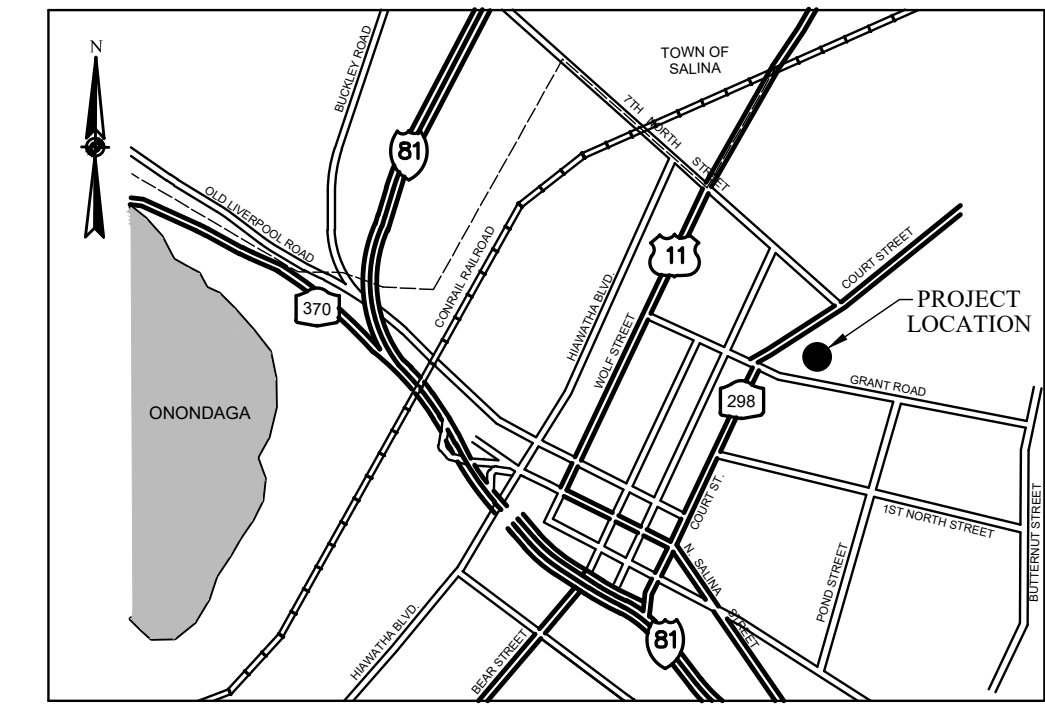 N
TOWN OF
SALINA
BUCKLEY ROAD
7TH NORTH STREET
81
OLD LIVERPOOL ROAD
COURT STREET
CONRAIL RAILROAD
11
HIAWATHA BLVD.
370
PROJECT
LOCATION
WOLF STREET
GRANT ROAD
298
ONONDAGA
COURT ST.
1ST NORTH STREET
BUTTERNUT STREET
N. SALINA STREET
POND STREET
HIAWATHA BLVD.
81
BEAR STREET